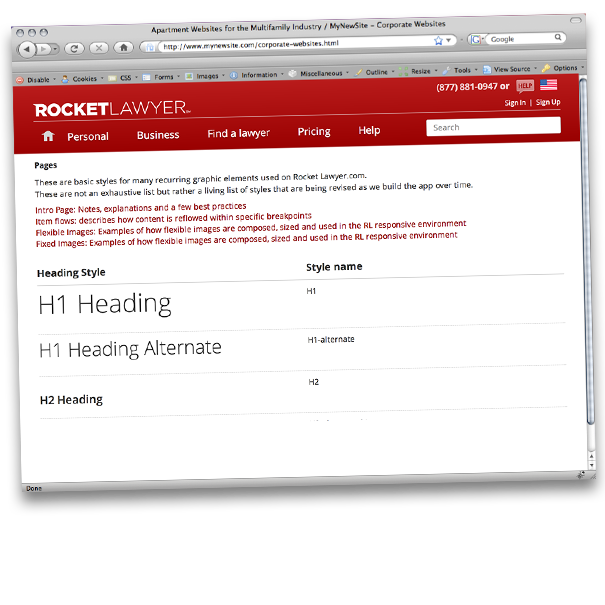 Apartment Websites for the Multifamily Industry / MyNewSite – Corporate Websites
http://www.mynewsite.com/corporate-websites.html
Google
Disable Cookies CSS Forms Images Information Miscellaneous Outline Resize Tools View Source Options
(877) 881-0947 or HELP
ROCKETLAWYER
Sign In | Sign Up
Personal Business Find a lawyer Pricing Help Search
Pages
These are basic styles for many recurring graphic elements used on Rocket Lawyer.com.
These are not an exhaustive list but rather a living list of styles that are being revised as we build the app over time.
Intro Page: Notes, explanations and a few best practices
Item flows: describes how content is reflowed within specific breakpoints
Flexible Images: Examples of how flexible images are composed, sized and used in the RL responsive environment
Fixed Images: Examples of how flexible images are composed, sized and used in the RL responsive environment
Heading Style Style name
H1 Heading H1
H1 Heading Alternate H1-alternate
H2 Heading H2
Done